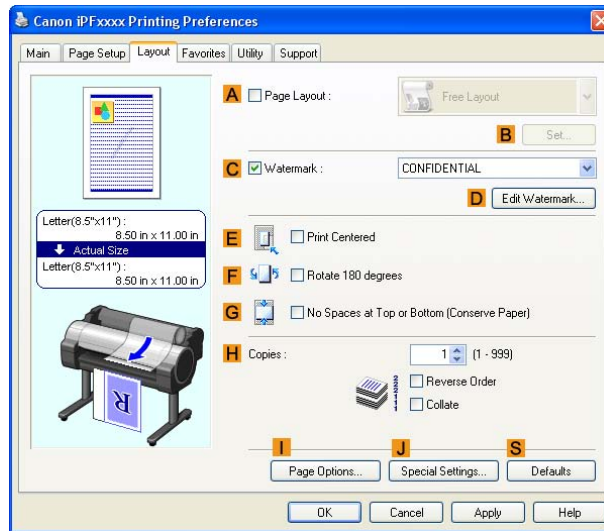 Canon iPFxxxx Printing Preferences
Main Page Setup Layout Favorites Utility Support
A Page Layout : Free Layout
B Set...
C Watermark : CONFIDENTIAL
D Edit Watermark...
Letter(8.5"x11") :
8.50 in x 11.00 in
Actual Size
Letter(8.5"x11") :
8.50 in x 11.00 in
E Print Centered
F Rotate 180 degrees
G No Spaces at Top or Bottom (Conserve Paper)
H Copies : 1 (1 - 999)
Reverse Order
Collate
R
I J S
Page Options... Special Settings... Defaults
OK Cancel Apply Help